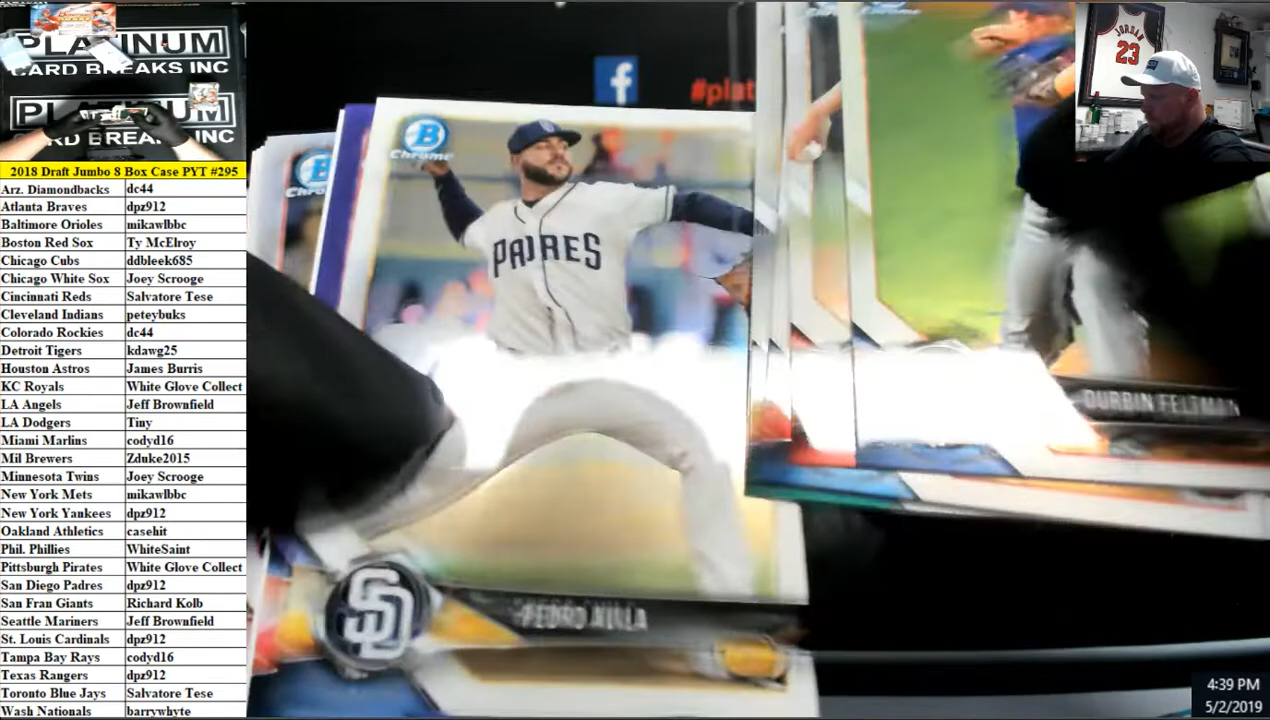 PLATINUM
CARD BREAKS INC
PLATINUM
CARD BREAKS INC
2018 Draft Jumbo 8 Box Case PYT #295
Arz. Diamondbacks dc44
Atlanta Braves dpz912
Baltimore Orioles mikawlbbc
Boston Red Sox Ty McElroy
Chicago Cubs ddbleek685
Chicago White Sox Joey Scrooge
Cincinnati Reds Salvatore Tese
Cleveland Indians peteybuks
Colorado Rockies dc44
Detroit Tigers kdawg25
Houston Astros James Burris
KC Royals White Glove Collect
LA Angels Jeff Brownfield
LA Dodgers Tiny
Miami Marlins codyd16
Mil Brewers Zduke2015
Minnesota Twins Joey Scrooge
New York Mets mikawlbbc
New York Yankees dpz912
Oakland Athletics casehit
Phil. Phillies WhiteSaint
Pittsburgh Pirates White Glove Collect
San Diego Padres dpz912
San Fran Giants Richard Kolb
Seattle Mariners Jeff Brownfield
St. Louis Cardinals dpz912
Tampa Bay Rays codyd16
Texas Rangers dpz912
Toronto Blue Jays Salvatore Tese
Wash Nationals barrywhyte
f
#plat
B
Chrome
Chro
PADRES
SD
PEDRO AVILA
DURBIN FELTMAN
JORDAN
23
4:39 PM
5/2/2019